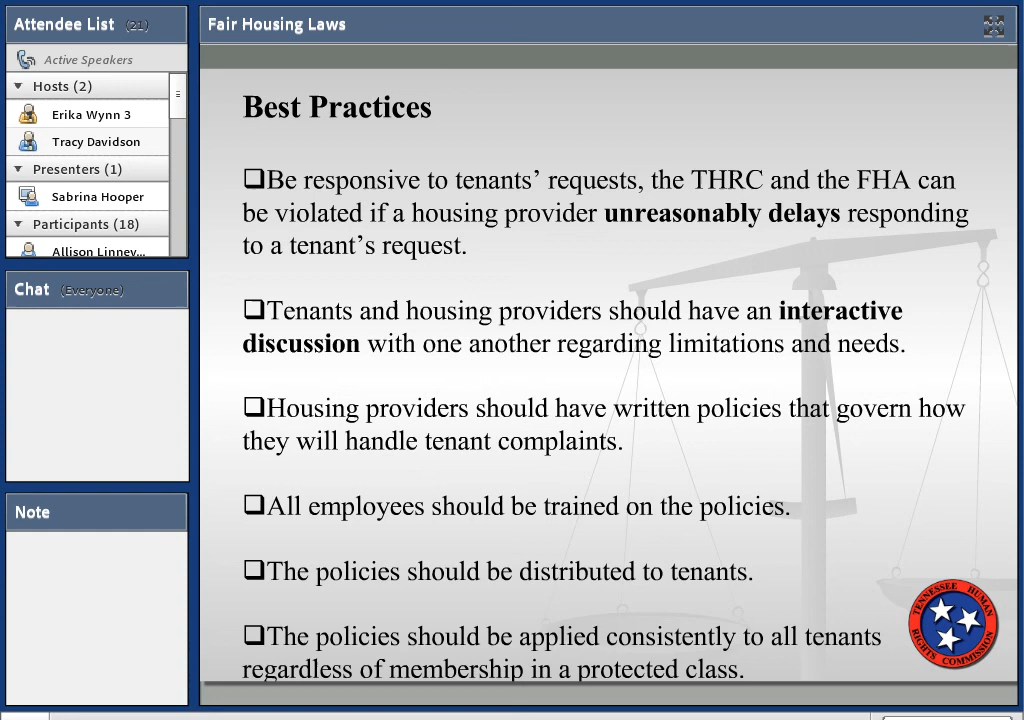 Attendee List (21)
Active Speakers
Hosts (2)
Erika Wynn 3
Tracy Davidson
Presenters (1)
Sabrina Hooper
Participants (18)
Allison Linnev...
Chat (Everyone)
Note
Fair Housing Laws
Best Practices
❑Be responsive to tenants’ requests, the THRC and the FHA can
be violated if a housing provider unreasonably delays responding
to a tenant’s request.
❑Tenants and housing providers should have an interactive
discussion with one another regarding limitations and needs.
❑Housing providers should have written policies that govern how
they will handle tenant complaints.
❑All employees should be trained on the policies.
❑The policies should be distributed to tenants.
❑The policies should be applied consistently to all tenants
regardless of membership in a protected class.
TENNESSEE HUMAN
RIGHTS COMMISSION